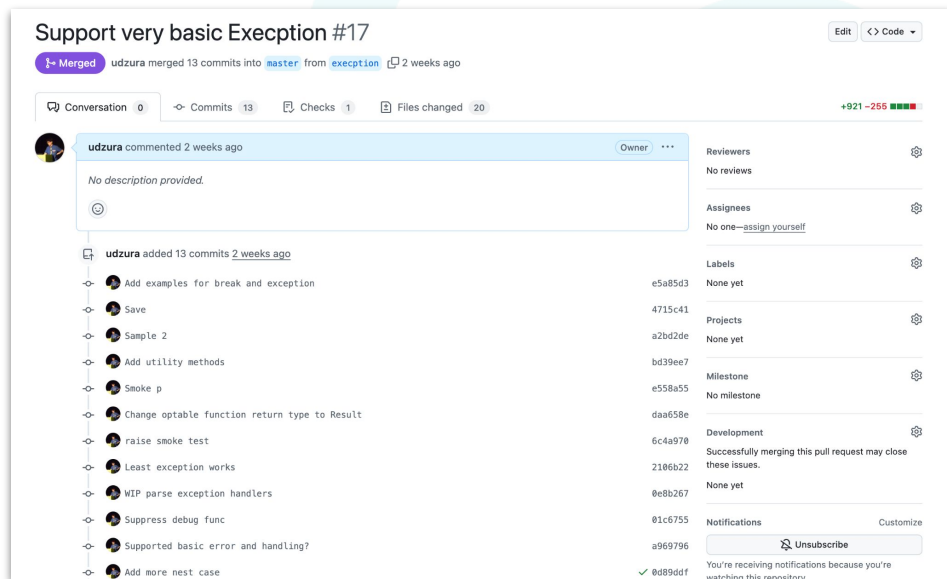 Support very basic Execption #17
Edit
<> Code
Merged
udzura merged 13 commits into master from execption 2 weeks ago
Conversation 0
Commits 13
Checks 1
Files changed 20
+921 −255
udzura commented 2 weeks ago
Owner
No description provided.
udzura added 13 commits 2 weeks ago
Add examples for break and exception e5a85d3
Save 4715c41
Sample 2 a2bd2de
Add utility methods bd39ee7
Smoke p e558a55
Change optable function return type to Result daa658e
raise smoke test 6c4a970
Least exception works 2106b22
WIP parse exception handlers 0e8b267
Suppress debug func 01c6755
Supported basic error and handling? a969796
Add more nest case 0d89ddf
Reviewers
No reviews
Assignees
No one—assign yourself
Labels
None yet
Projects
None yet
Milestone
No milestone
Development
Successfully merging this pull request may close
these issues.
None yet
Notifications
Customize
Unsubscribe
You're receiving notifications because you're
watching this repository.